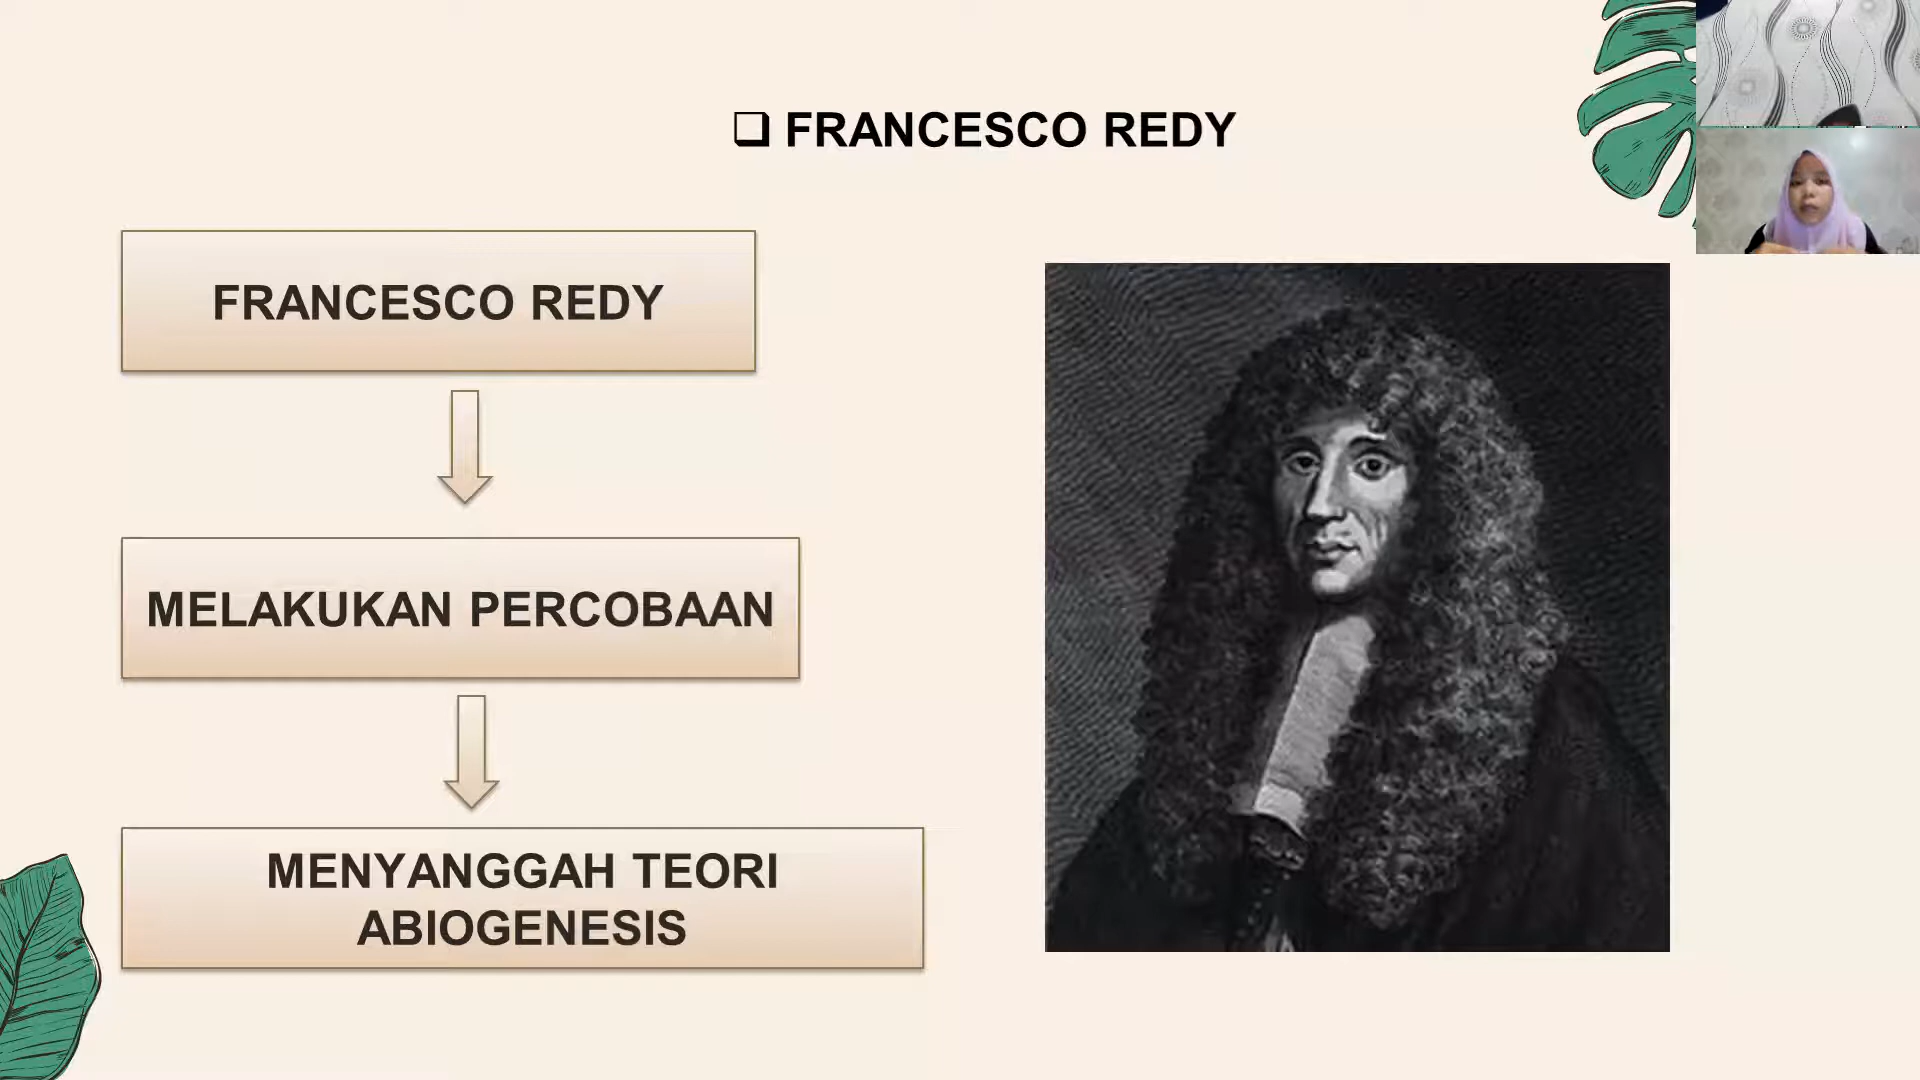 ❑ FRANCESCO REDY
FRANCESCO REDY
MELAKUKAN PERCOBAAN
MENYANGGAH TEORI
ABIOGENESIS